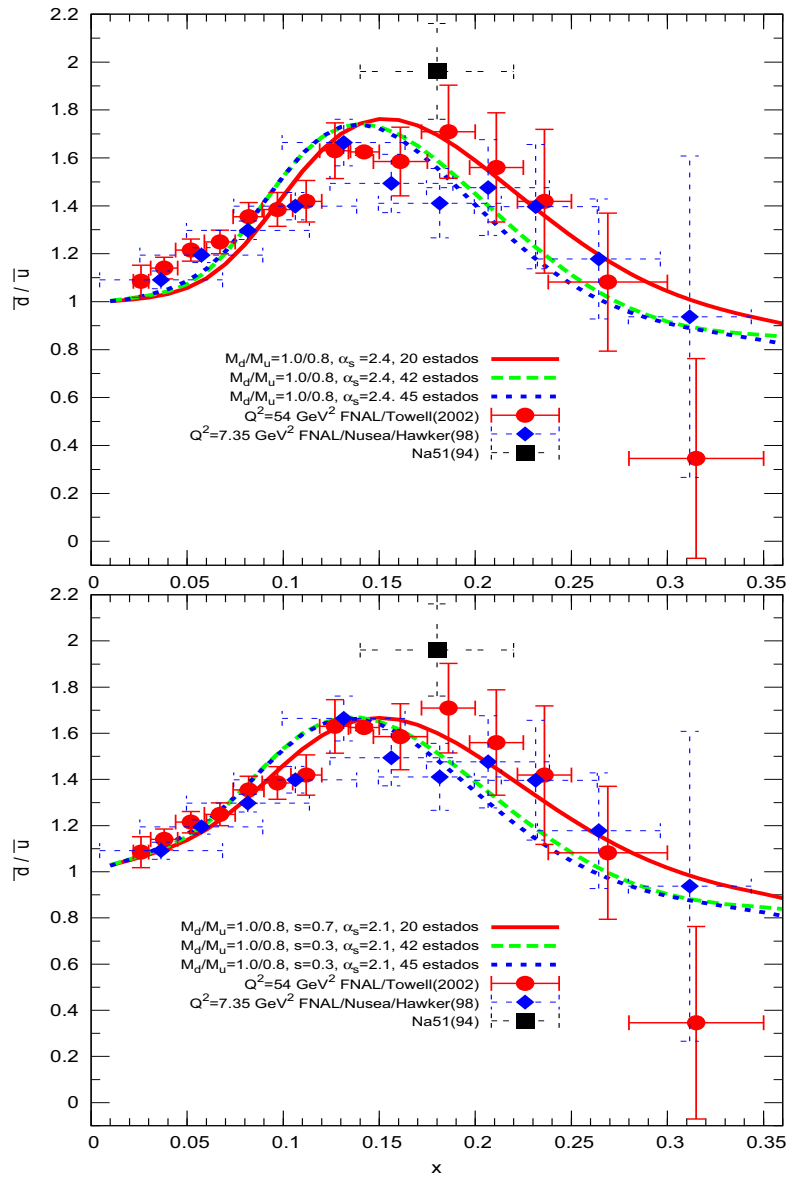 2.2
2
1.8
1.6
1.4
1.2
1
0.8
0.6
0.4
0.2
0
d̅ / u̅
M_d/M_u=1.0/0.8, α_s =2.4, 20 estados
M_d/M_u=1.0/0.8, α_s=2.4, 42 estados
M_d/M_u=1.0/0.8, α_s=2.4. 45 estados
Q²=54 GeV² FNAL/Towell(2002)
Q²=7.35 GeV² FNAL/Nusea/Hawker(98)
Na51(94)
0 0.05 0.1 0.15 0.2 0.25 0.3 0.35
2.2
2
1.8
1.6
1.4
1.2
1
0.8
0.6
0.4
0.2
0
d̅ / u̅
M_d/M_u=1.0/0.8, s=0.7, α_s=2.1, 20 estados
M_d/M_u=1.0/0.8, s=0.3, α_s=2.1, 42 estados
M_d/M_u=1.0/0.8, s=0.3, α_s=2.1, 45 estados
Q²=54 GeV² FNAL/Towell(2002)
Q²=7.35 GeV² FNAL/Nusea/Hawker(98)
Na51(94)
0 0.05 0.1 0.15 0.2 0.25 0.3 0.35
x